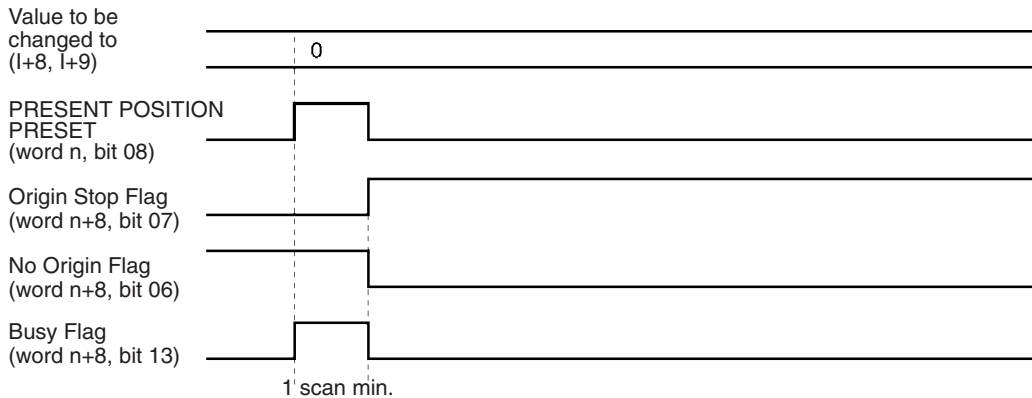 Value to be
changed to
(I+8, I+9)
0
PRESENT POSITION
PRESET
(word n, bit 08)
Origin Stop Flag
(word n+8, bit 07)
No Origin Flag
(word n+8, bit 06)
Busy Flag
(word n+8, bit 13)
1 scan min.